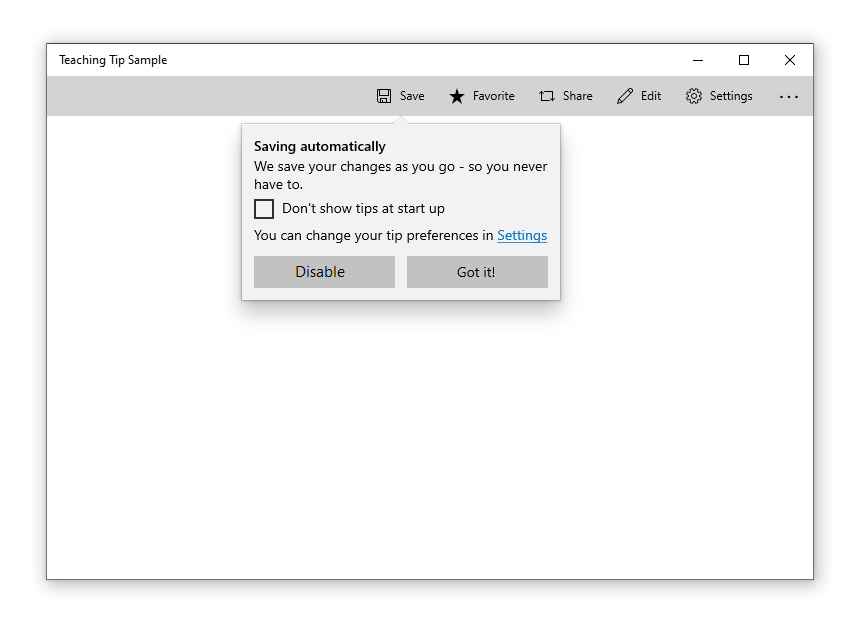 Teaching Tip Sample
Save Favorite Share Edit Settings ...
Saving automatically
We save your changes as you go - so you never
have to.
Don't show tips at start up
You can change your tip preferences in Settings
Disable Got it!